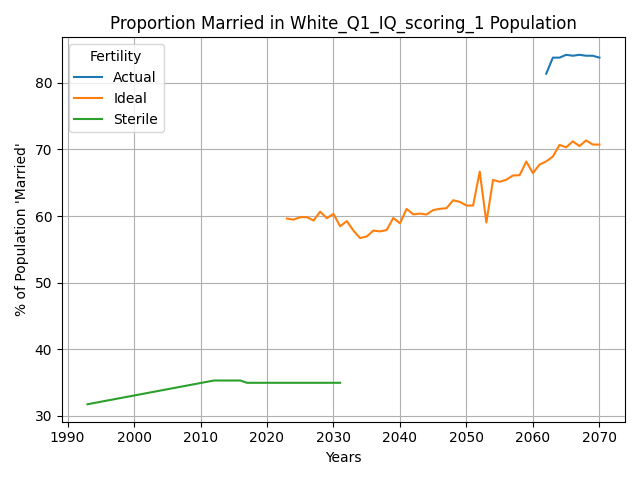 Proportion Married in White_Q1_IQ_scoring_1 Population
% of Population 'Married'
Fertility
Actual
Ideal
Sterile
80
70
60
50
40
30
1990 2000 2010 2020 2030 2040 2050 2060 2070
Years